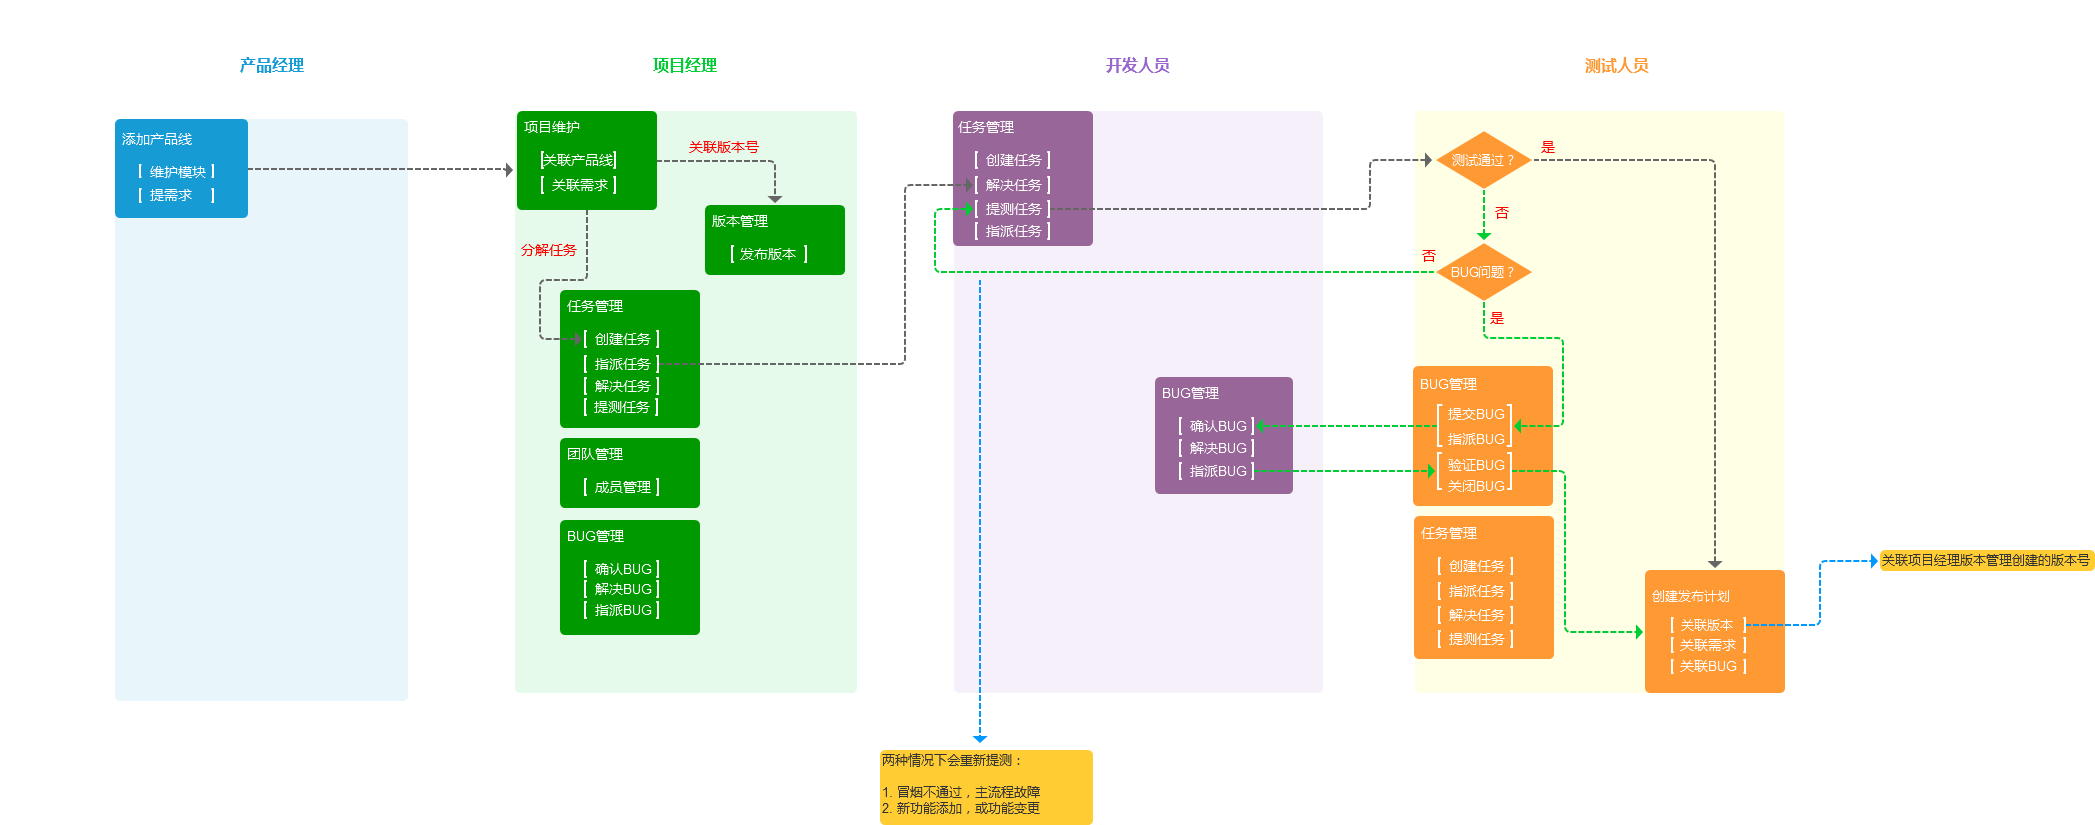 产品经理
项目经理
开发人员
测试人员
添加产品线
[ 维护模块 ]
[ 提需求 ]
项目维护
[关联产品线]
[ 关联需求 ]
关联版本号
版本管理
[ 发布版本 ]
分解任务
任务管理
[ 创建任务 ]
[ 指派任务 ]
[ 解决任务 ]
[ 提测任务 ]
团队管理
[ 成员管理 ]
BUG管理
[ 确认BUG ]
[ 解决BUG ]
[ 指派BUG ]
任务管理
[ 创建任务 ]
[ 解决任务 ]
[ 提测任务 ]
[ 指派任务 ]
BUG管理
[ 确认BUG ]
[ 解决BUG ]
[ 指派BUG ]
测试通过？
是
否
否
BUG问题？
是
BUG管理
提交BUG
指派BUG
验证BUG
关闭BUG
任务管理
[ 创建任务 ]
[ 指派任务 ]
[ 解决任务 ]
[ 提测任务 ]
创建发布计划
[ 关联版本 ]
[ 关联需求 ]
[ 关联BUG ]
关联项目经理版本管理创建的版本号
两种情况下会重新提测：
1. 冒烟不通过，主流程故障
2. 新功能添加，或功能变更